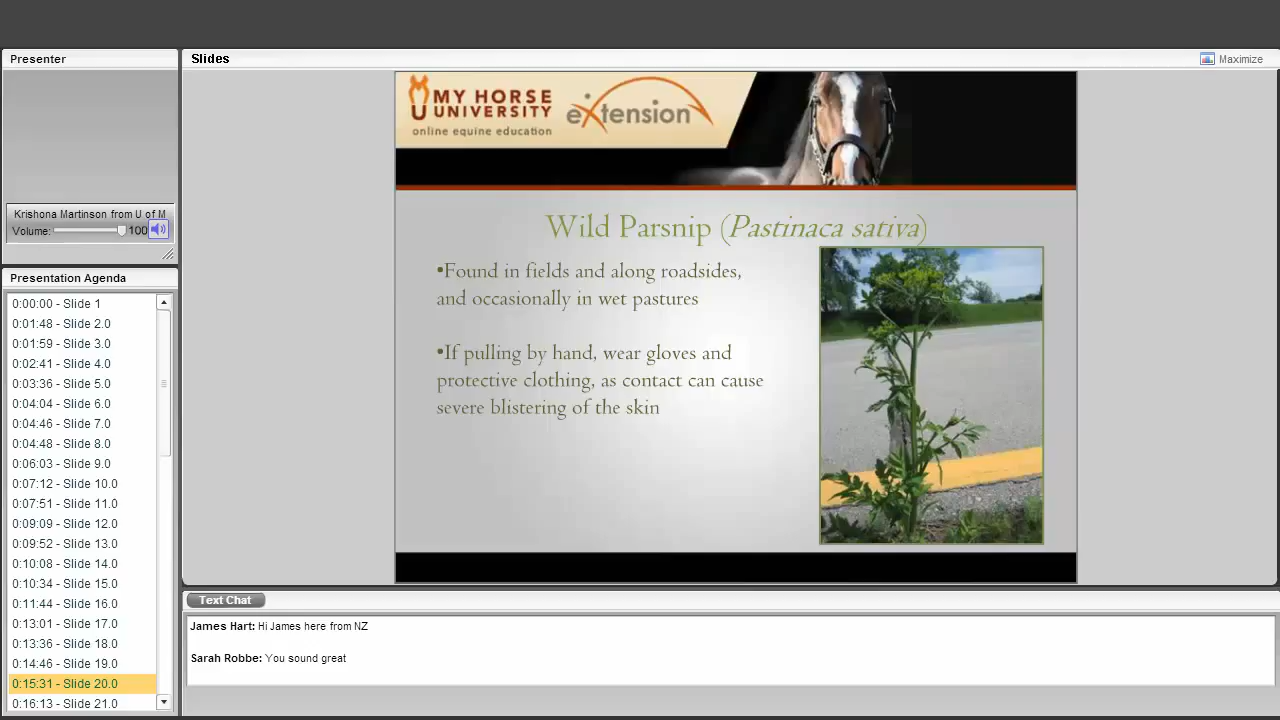 Presenter
Krishona Martinson from U of M
Volume: 100
Presentation Agenda
0:00:00 - Slide 1
0:01:48 - Slide 2.0
0:01:59 - Slide 3.0
0:02:41 - Slide 4.0
0:03:36 - Slide 5.0
0:04:04 - Slide 6.0
0:04:46 - Slide 7.0
0:04:48 - Slide 8.0
0:06:03 - Slide 9.0
0:07:12 - Slide 10.0
0:07:51 - Slide 11.0
0:09:09 - Slide 12.0
0:09:52 - Slide 13.0
0:10:08 - Slide 14.0
0:10:34 - Slide 15.0
0:11:44 - Slide 16.0
0:13:01 - Slide 17.0
0:13:36 - Slide 18.0
0:14:46 - Slide 19.0
0:15:31 - Slide 20.0
0:16:13 - Slide 21.0
Slides
Maximize
MY HORSE
UNIVERSITY
online equine education
eXtension
Wild Parsnip (Pastinaca sativa)
•Found in fields and along roadsides,
and occasionally in wet pastures
•If pulling by hand, wear gloves and
protective clothing, as contact can cause
severe blistering of the skin
Text Chat
James Hart: Hi James here from NZ
Sarah Robbe: You sound great